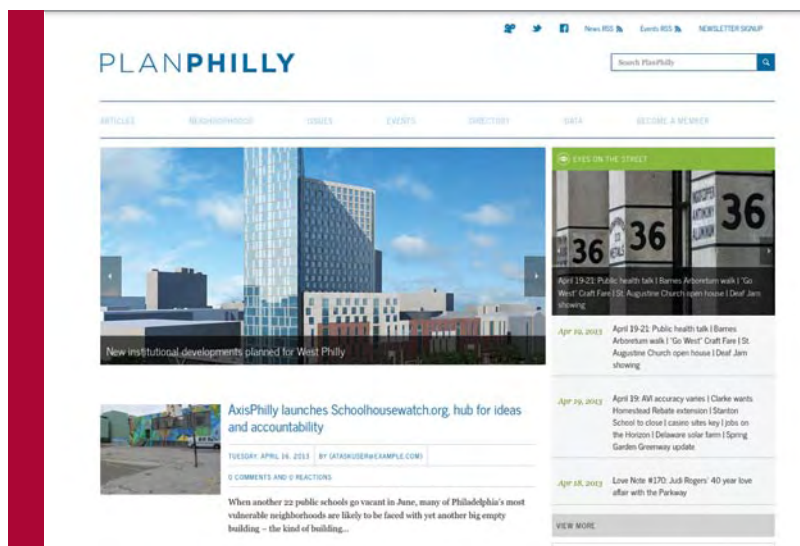 News RSS
Events RSS
NEWSLETTER SIGNUP
PLANPHILLY
Search PlanPhilly
ARTICLES
NEIGHBORHOOD
ISSUES
EVENTS
DIRECTORY
DATA
BECOME A MEMBER
New institutional developments planned for West Philly
EYES ON THE STREET
36
36
36
METALS
ANTIMONY
ALUMINUM
April 19-21: Public health talk | Barnes Arboretum walk | "Go
West" Craft Fare | St. Augustine Church open house | Deaf Jam
showing
Apr 19, 2013
April 19-21: Public health talk | Barnes
Arboretum walk | "Go West" Craft Fare | St.
Augustine Church open house | Deaf Jam
showing
Apr 19, 2013
April 19: AVI accuracy varies | Clarke wants
Homestead Rebate extension | Stanton
School to close | casino sites key | jobs on
the Horizon | Delaware solar farm | Spring
Garden Greenway update
Apr 18, 2013
Love Note #170: Judi Rogers' 40 year love
affair with the Parkway
VIEW MORE
AxisPhilly launches Schoolhousewatch.org, hub for ideas
and accountability
TUESDAY, APRIL 16, 2013 BY (ATASKUSER@EXAMPLE.COM)
0 COMMENTS AND 0 REACTIONS
When another 22 public schools go vacant in June, many of Philadelphia's most
vulnerable neighborhoods are likely to be faced with yet another big empty
building – the kind of building...